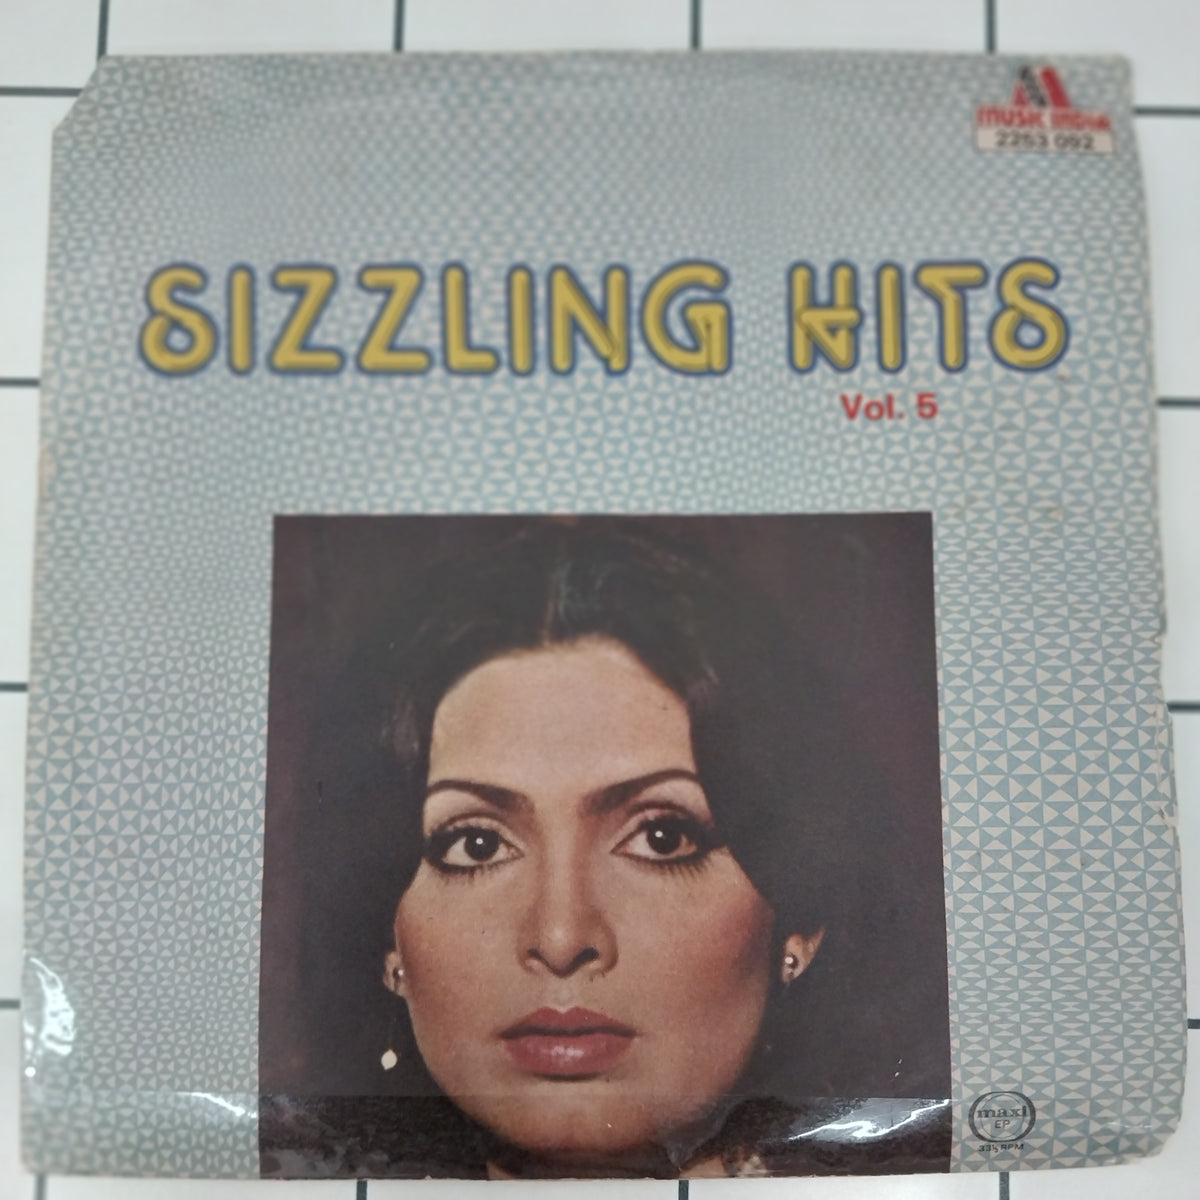 MUSIC INDIA
2253 092
SIZZLING HITS
Vol. 5
maxi
EP
33⅓ RPM